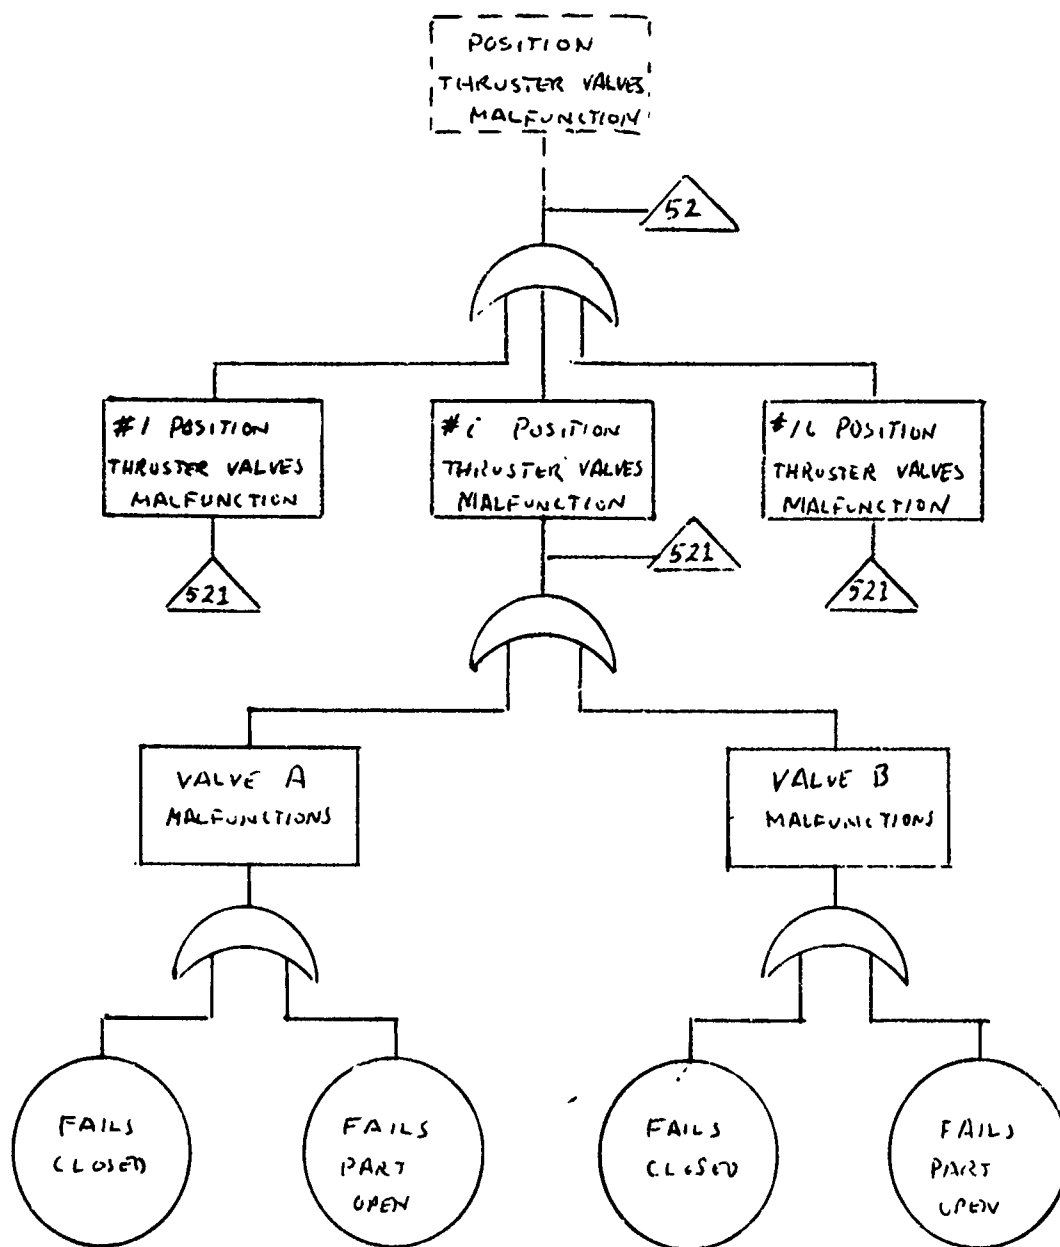 POSITION
THRUSTER VALVES
MALFUNCTION
52
#1 POSITION
THRUSTER VALVES
MALFUNCTION
#i POSITION
THRUSTER VALVES
MALFUNCTION
#16 POSITION
THRUSTER VALVES
MALFUNCTION
521
521
521
VALVE A
MALFUNCTIONS
VALVE B
MALFUNCTIONS
FAILS
CLOSED
FAILS
PART
OPEN
FAILS
CLOSED
FAILS
PART
OPEN